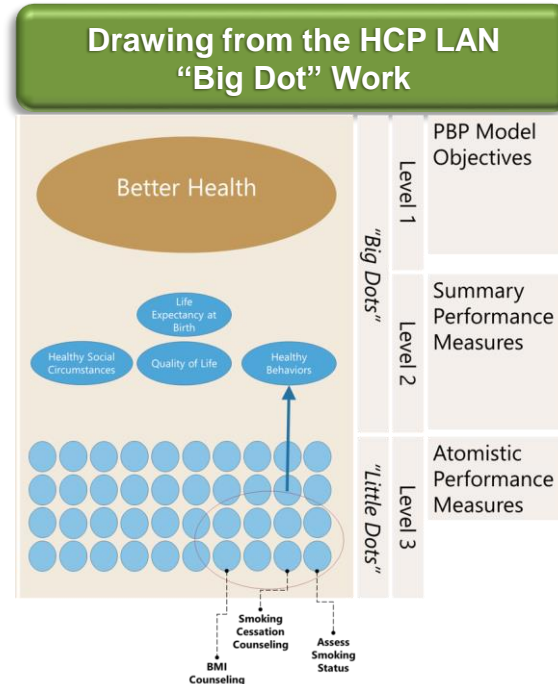 Drawing from the HCP LAN
“Big Dot” Work
Better Health
Life
Expectancy at
Birth
Healthy Social
Circumstances
Quality of Life
Healthy
Behaviors
"Big Dots"
"Little Dots"
Level 1
Level 2
Level 3
PBP Model
Objectives
Summary
Performance
Measures
Atomistic
Performance
Measures
BMI
Counseling
Smoking
Cessation
Counseling
Assess
Smoking
Status